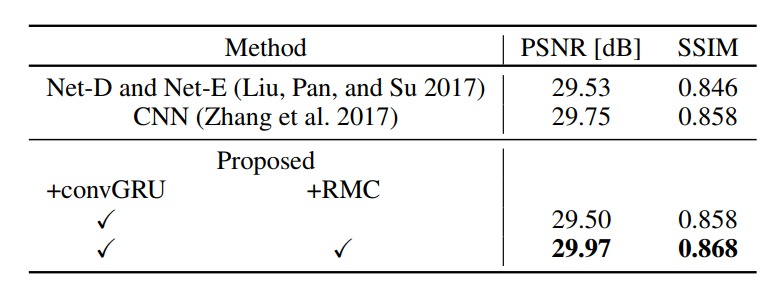 Method PSNR [dB] SSIM
Net-D and Net-E (Liu, Pan, and Su 2017) 29.53 0.846
CNN (Zhang et al. 2017) 29.75 0.858
Proposed
+convGRU +RMC
✓ 29.50 0.858
✓ ✓ 29.97 0.868